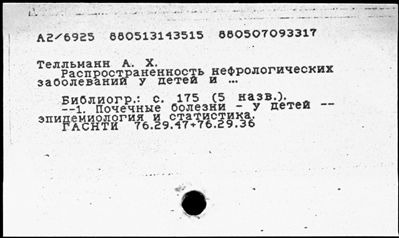 А2/6925 880513143515 880507093317
Телльманн А. Х.
Распространенность нефрологических
заболеваний у детей и ...
Библиогр.: с. 175 (5 назв.).
--1. Почечные болезни - у детей --
эпидемиология и статистика.
ГАСНТИ 76.29.47+76.29.36